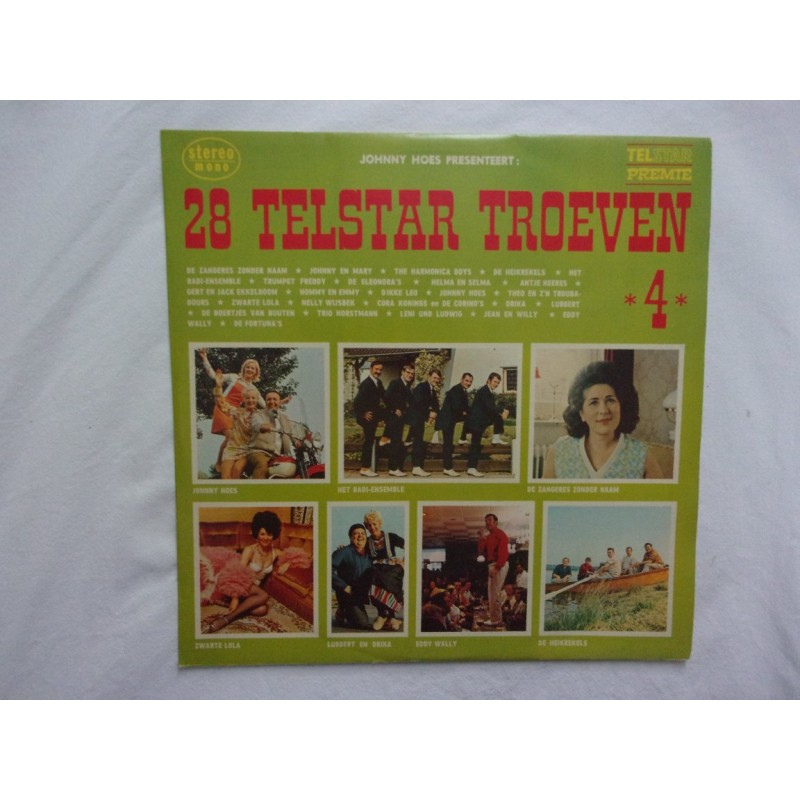 stereo
mono
JOHNNY HOES PRESENTEERT:
TELSTAR
PREMIE
28 TELSTAR TROEVEN
*4*
DE ZANGERES ZONDER NAAM * JOHNNY EN MARY * THE HARMONICA BOYS * DE HEIKREKELS * HET
RADI-ENSEMBLE * TRUMPET FREDDY * DE ELEONORA'S * HELMA EN SELMA * ANTJE HEEDES *
GERT EN JACK EKKELBOOM * HEMMY EN EMMY * DIKKE LEO * JOHNNY HOES * THEO EN Z'N TROUBA-
DOURS * ZWARTE LOLA * NELLY WIJSBEK * CORA KONINGS en DE CORINO'S * DRIKA * LUBBERT
* DE BOERTJES VAN BUUTEN * TRIO HORSTMANN * LENI UND LUDWIG * JEAN EN WILLY * EDDY
WALLY * DE FORTUNA'S
JOHNNY HOES
HET RADI-ENSEMBLE
DE ZANGERES ZONDER NAAM
ZWARTE LOLA
LUBBERT EN DRIKA
EDDY WALLY
DE HEIKREKELS